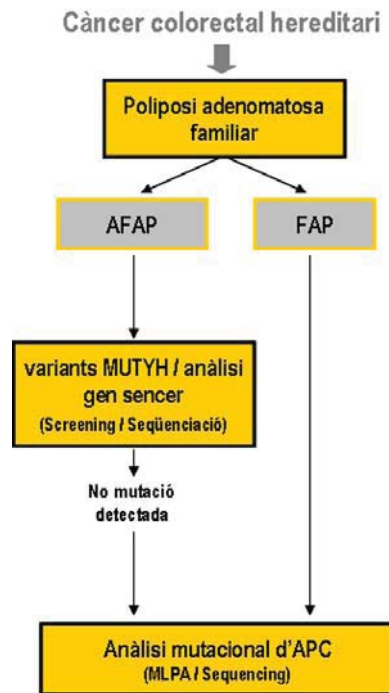 Càncer colorectal hereditari
Poliposi adenomatosa
familiar
AFAP
FAP
variants MUTYH / anàlisi
gen sencer
(Screening / Seqüenciació)
No mutació
detectada
Anàlisi mutacional d'APC
(MLPA / Sequencing)